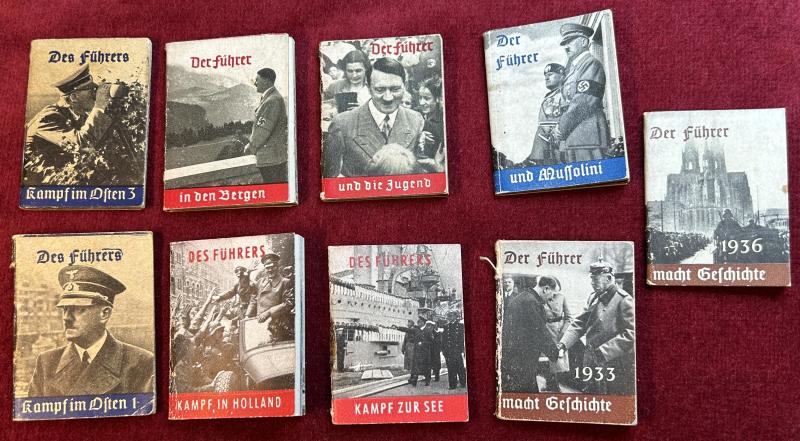 Des Führers
Kampf im Osten 3
Der Führer
in den Bergen
Der Führer
und die Jugend
Der
Führer
und Mussolini
Der Führer
1936
macht Geschichte
Des Führers
Kampf im Osten 1
DES FÜHRERS
KAMPF IN HOLLAND
DES FÜHRERS
KAMPF ZUR SEE
Der Führer
1933
macht Geschichte